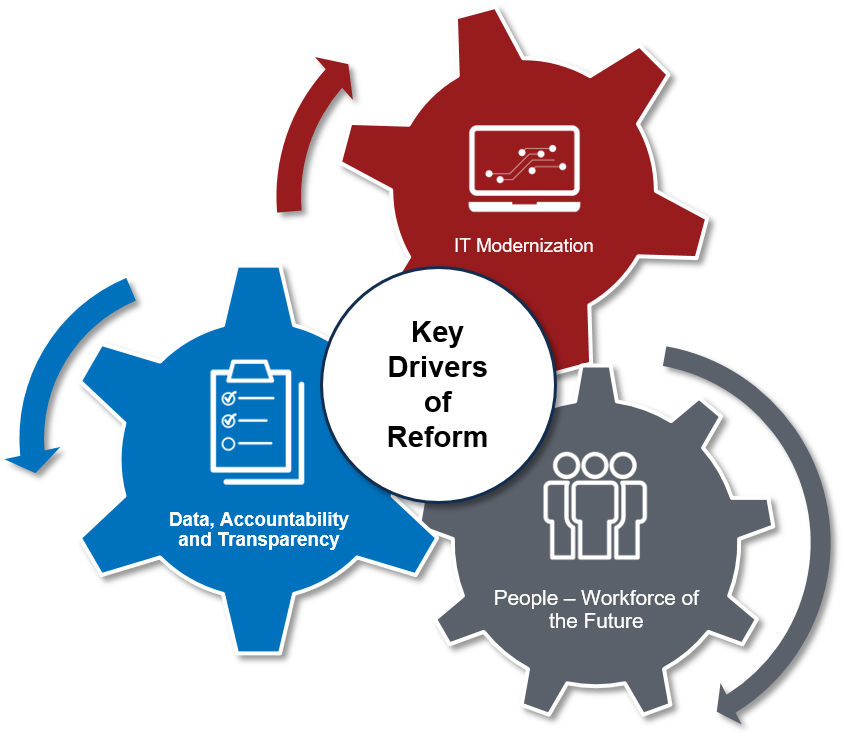 IT Modernization
Key
Drivers
of
Reform
Data, Accountability
and Transparency
People – Workforce of
the Future